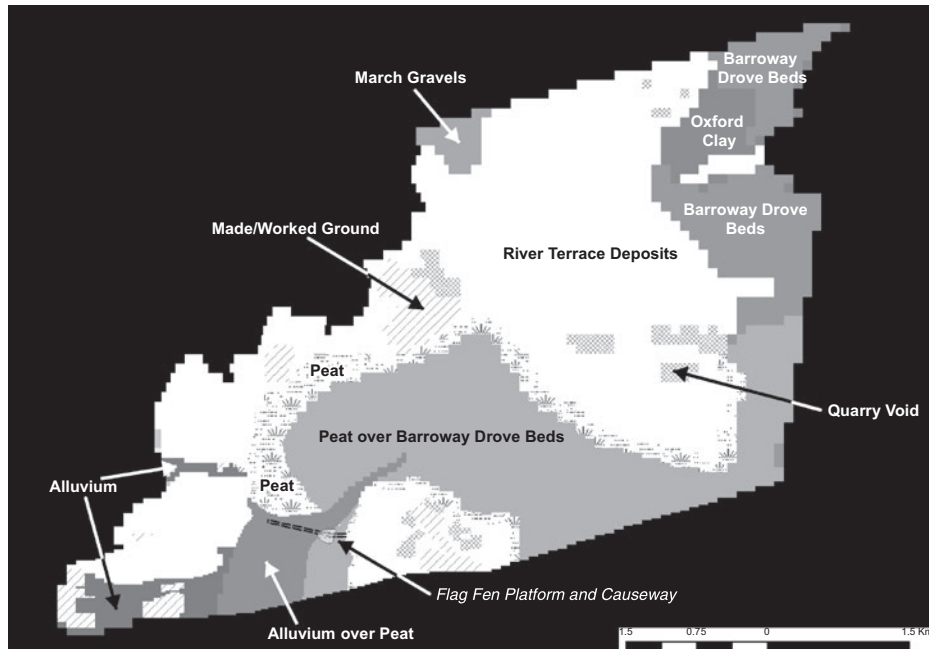 Barroway
Drove Beds
March Gravels
Oxford
Clay
Barroway Drove
Beds
Made/Worked Ground
River Terrace Deposits
Peat
Quarry Void
Peat over Barroway Drove Beds
Alluvium
Peat
Flag Fen Platform and Causeway
Alluvium over Peat
1.5 0.75 0 1.5 Km